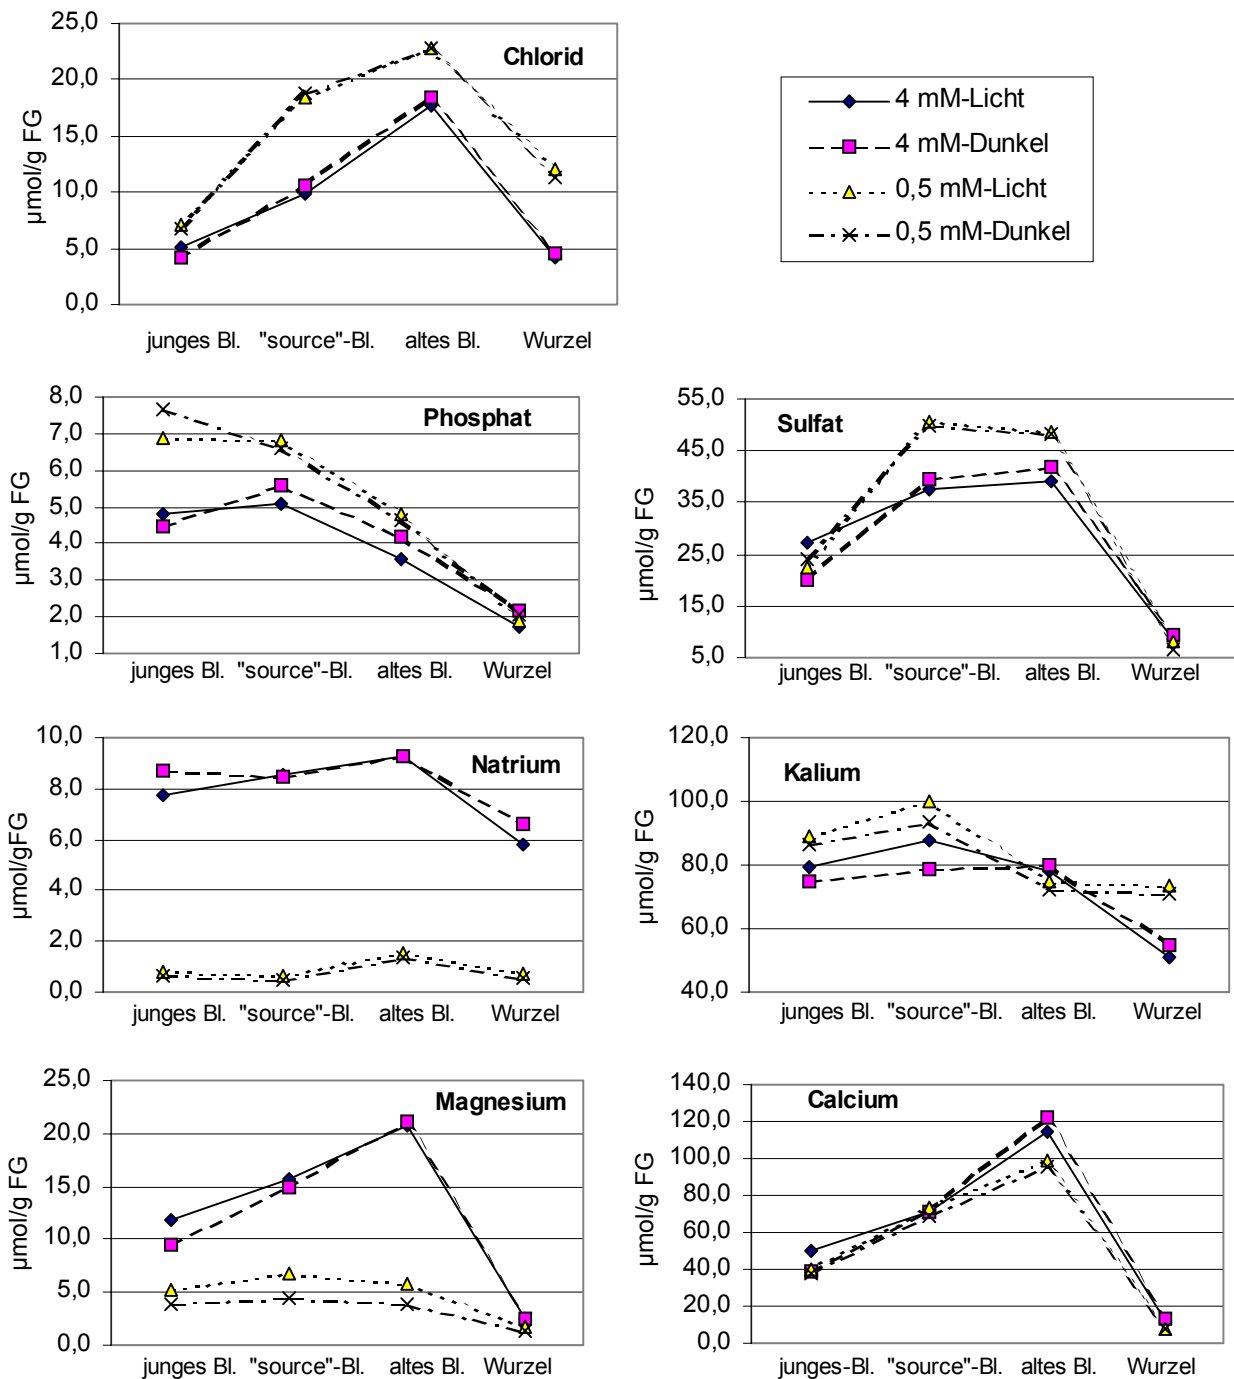 25,0
20,0
15,0
10,0
5,0
0,0
µmol/g FG
Chlorid
junges Bl. "source"-Bl. altes Bl. Wurzel
4 mM-Licht
4 mM-Dunkel
0,5 mM-Licht
0,5 mM-Dunkel
8,0
7,0
6,0
5,0
4,0
3,0
2,0
1,0
µmol/g FG
Phosphat
junges Bl. "source"-Bl. altes Bl. Wurzel
55,0
45,0
35,0
25,0
15,0
5,0
µmol/g FG
Sulfat
junges Bl. "source"-Bl. altes Bl. Wurzel
10,0
8,0
6,0
4,0
2,0
0,0
µmol/gFG
Natrium
junges Bl. "source"-Bl. altes Bl. Wurzel
120,0
100,0
80,0
60,0
40,0
µmol/g FG
Kalium
junges Bl. "source"-Bl. altes Bl. Wurzel
25,0
20,0
15,0
10,0
5,0
0,0
µmol/g FG
Magnesium
junges Bl. "source"-Bl. altes Bl. Wurzel
140,0
120,0
100,0
80,0
60,0
40,0
20,0
0,0
µmol/g FG
Calcium
junges-Bl. "source"-Bl. altes Bl. Wurzel